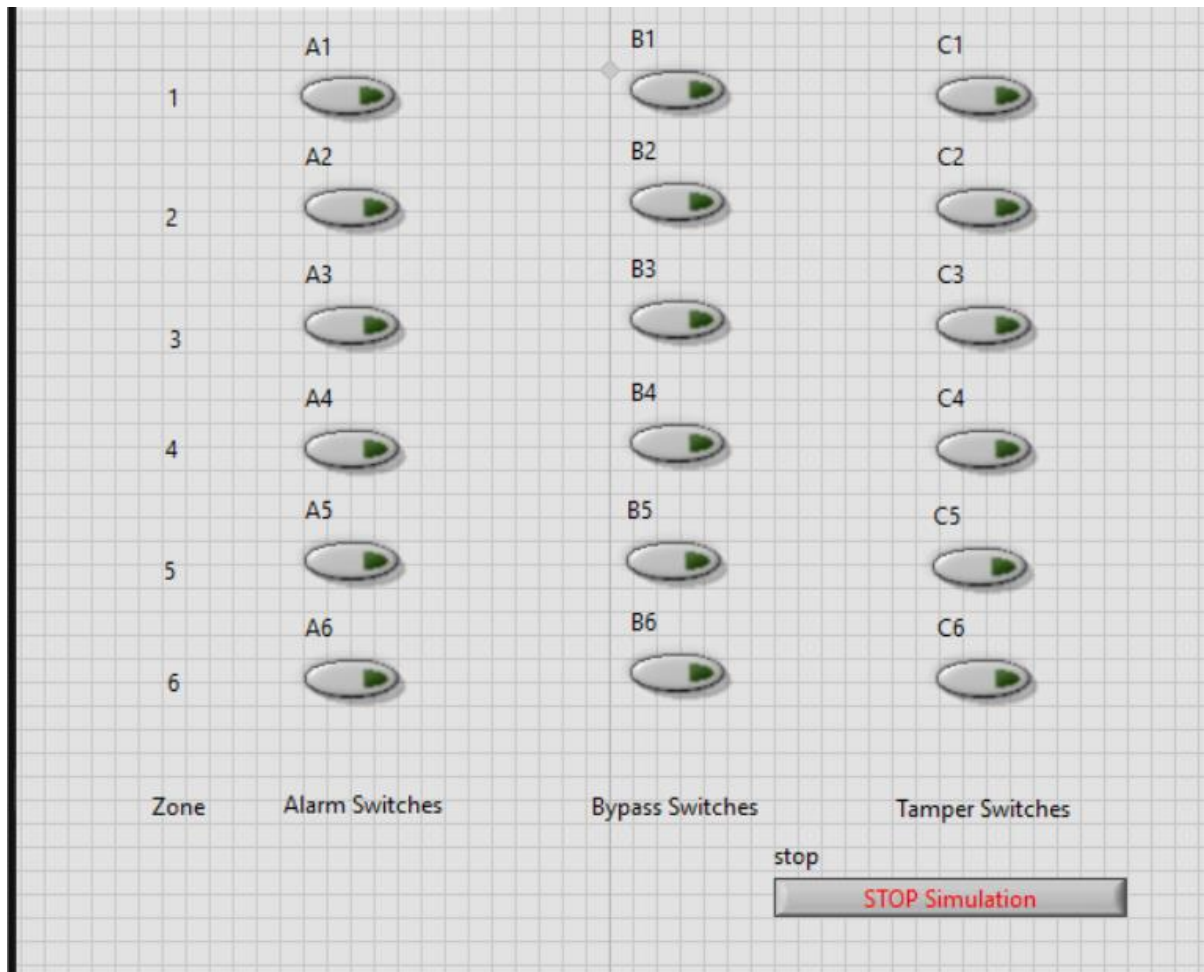 A1 B1 C1
1
A2 B2 C2
2
A3 B3 C3
3
A4 B4 C4
4
A5 B5 C5
5
A6 B6 C6
6
Zone Alarm Switches Bypass Switches Tamper Switches
stop
STOP Simulation